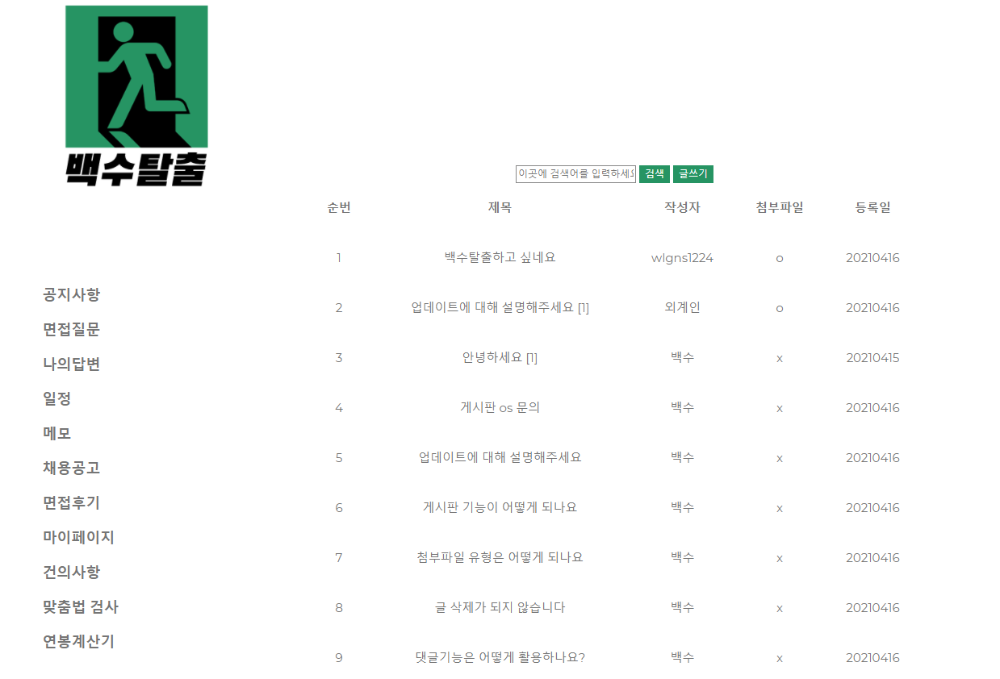 백수탈출
이곳에 검색어를 입력하세요 검색 글쓰기
순번 제목 작성자 첨부파일 등록일
1 백수탈출하고 싶네요 wlgns1224 o 20210416
2 업데이트에 대해 설명해주세요 [1] 외계인 o 20210416
3 안녕하세요 [1] 백수 x 20210415
4 게시판 os 문의 백수 x 20210416
5 업데이트에 대해 설명해주세요 백수 x 20210416
6 게시판 기능이 어떻게 되나요 백수 x 20210416
7 첨부파일 유형은 어떻게 되나요 백수 x 20210416
8 글 삭제가 되지 않습니다 백수 x 20210416
9 댓글기능은 어떻게 활용하나요? 백수 x 20210416
공지사항
면접질문
나의답변
일정
메모
채용공고
면접후기
마이페이지
건의사항
맞춤법 검사
연봉계산기